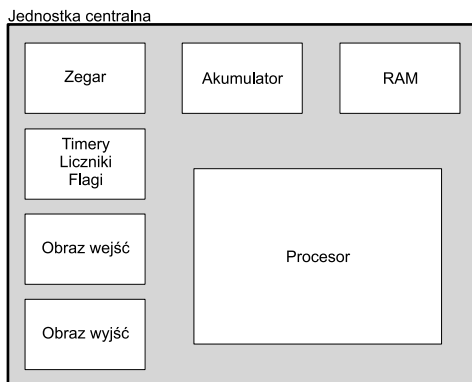 Jednostka centralna
Zegar
Akumulator
RAM
Timery
Liczniki
Flagi
Obraz wejść
Procesor
Obraz wyjść